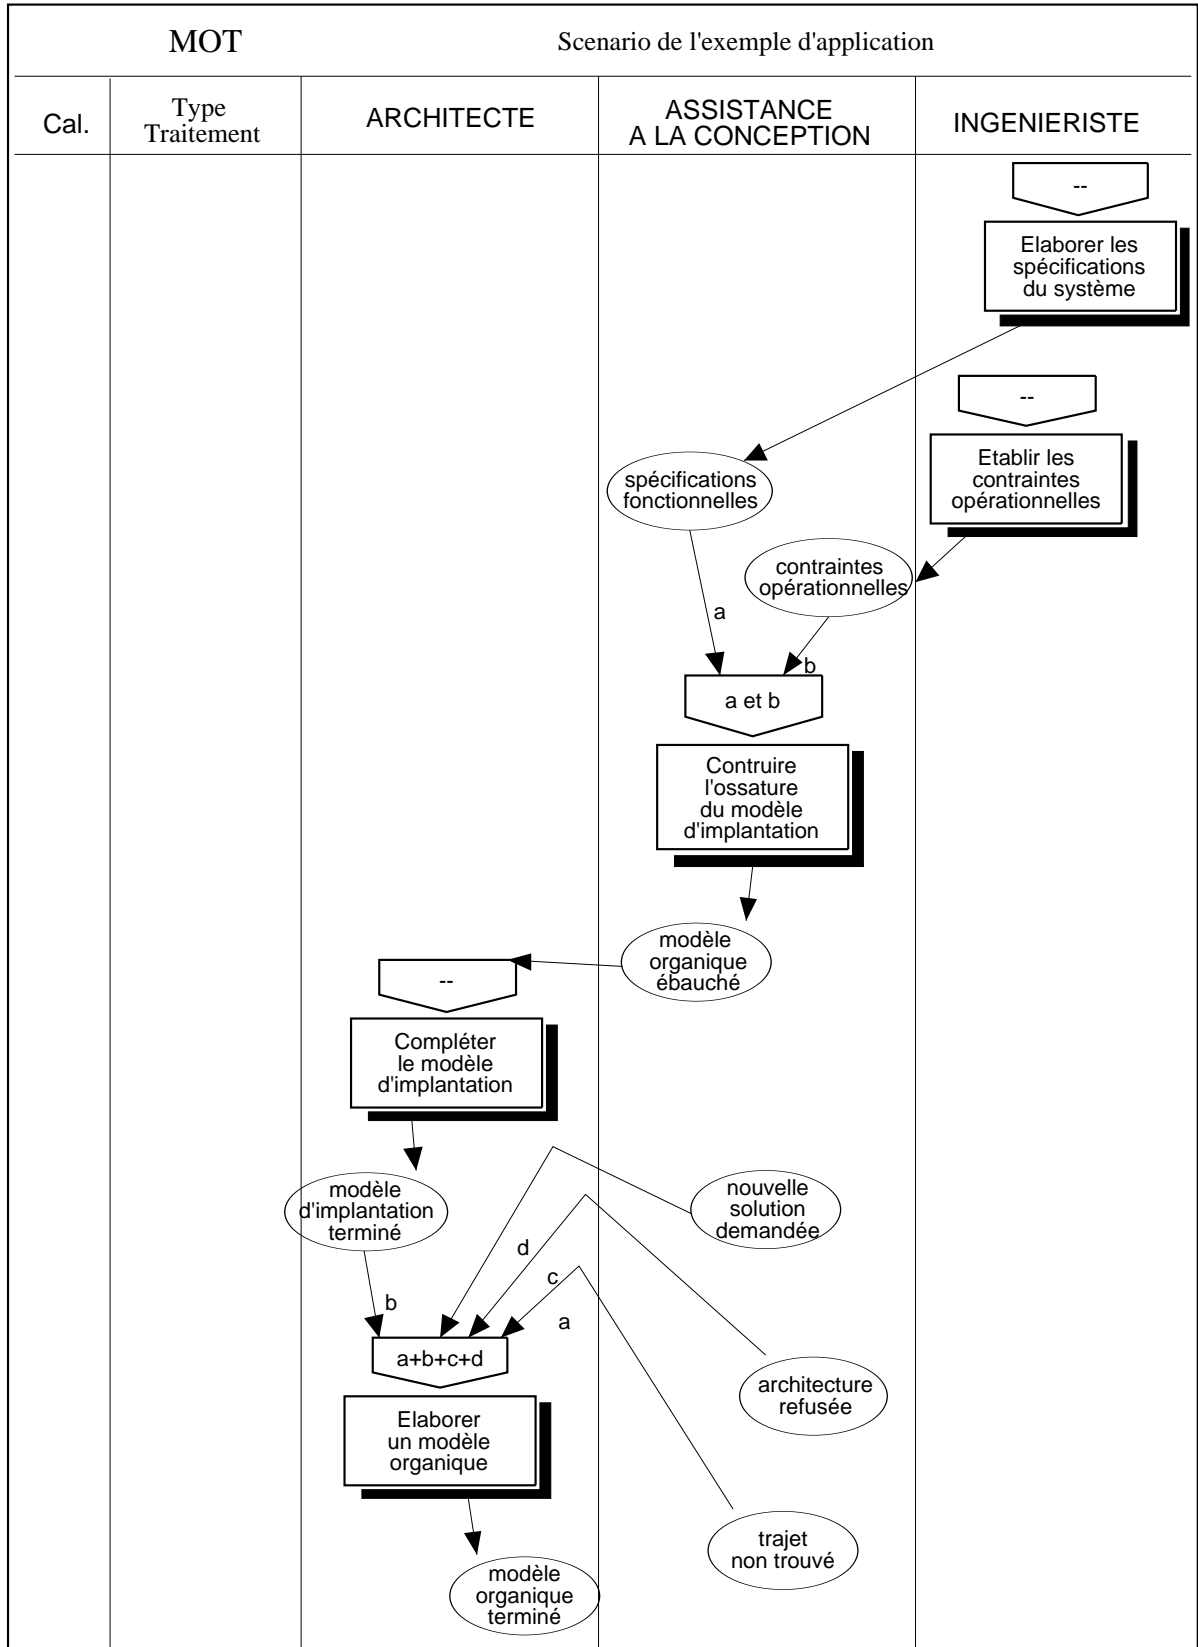 MOT
Scenario de l'exemple d'application
Cal.
Type
Traitement
ARCHITECTE
ASSISTANCE
A LA CONCEPTION
INGENIERISTE
--
Elaborer les
spécifications
du système
--
Etablir les
contraintes
opérationnelles
spécifications
fonctionnelles
contraintes
opérationnelles
a
b
a et b
Contruire
l'ossature
du modèle
d'implantation
modèle
organique
ébauché
--
Compléter
le modèle
d'implantation
modèle
d'implantation
terminé
nouvelle
solution
demandée
d
c
b
a
a+b+c+d
architecture
refusée
Elaborer
un modèle
organique
trajet
non trouvé
modèle
organique
terminé